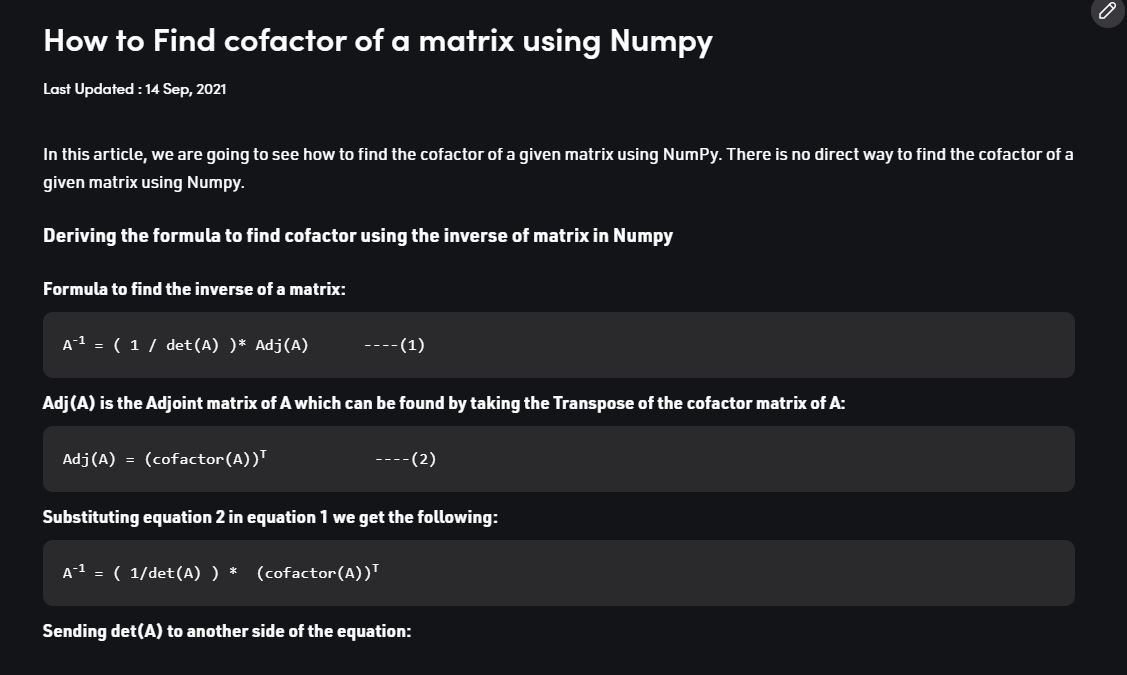 How to Find cofactor of a matrix using Numpy
Last Updated : 14 Sep, 2021
In this article, we are going to see how to find the cofactor of a given matrix using NumPy. There is no direct way to find the cofactor of a
given matrix using Numpy.
Deriving the formula to find cofactor using the inverse of matrix in Numpy
Formula to find the inverse of a matrix:
A⁻¹ = ( 1 / det(A) )* Adj(A)      ----(1)
Adj(A) is the Adjoint matrix of A which can be found by taking the Transpose of the cofactor matrix of A:
Adj(A) = (cofactor(A))ᵀ            ----(2)
Substituting equation 2 in equation 1 we get the following:
A⁻¹ = ( 1/det(A) ) *  (cofactor(A))ᵀ
Sending det(A) to another side of the equation: